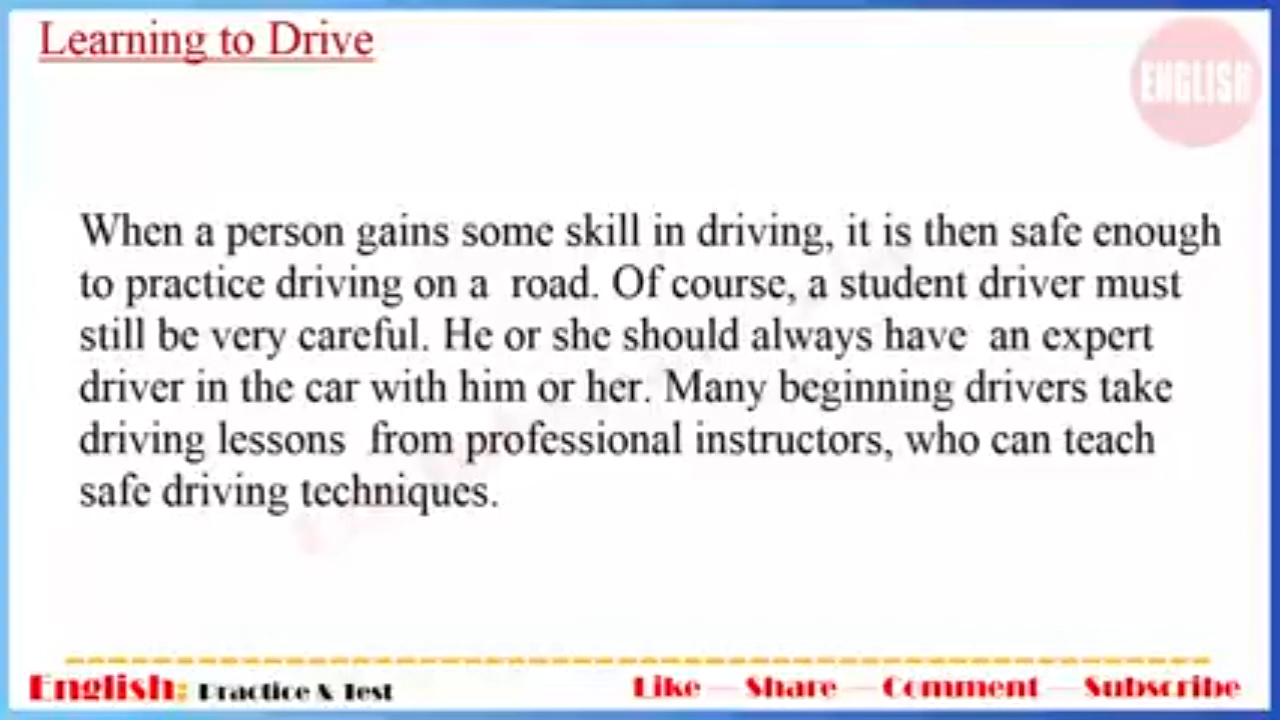 Learning to Drive
ENGLISH
When a person gains some skill in driving, it is then safe enough
to practice driving on a road. Of course, a student driver must
still be very careful. He or she should always have an expert
driver in the car with him or her. Many beginning drivers take
driving lessons from professional instructors, who can teach
safe driving techniques.
English: Practice & Test
Like — Share — Comment — Subscribe